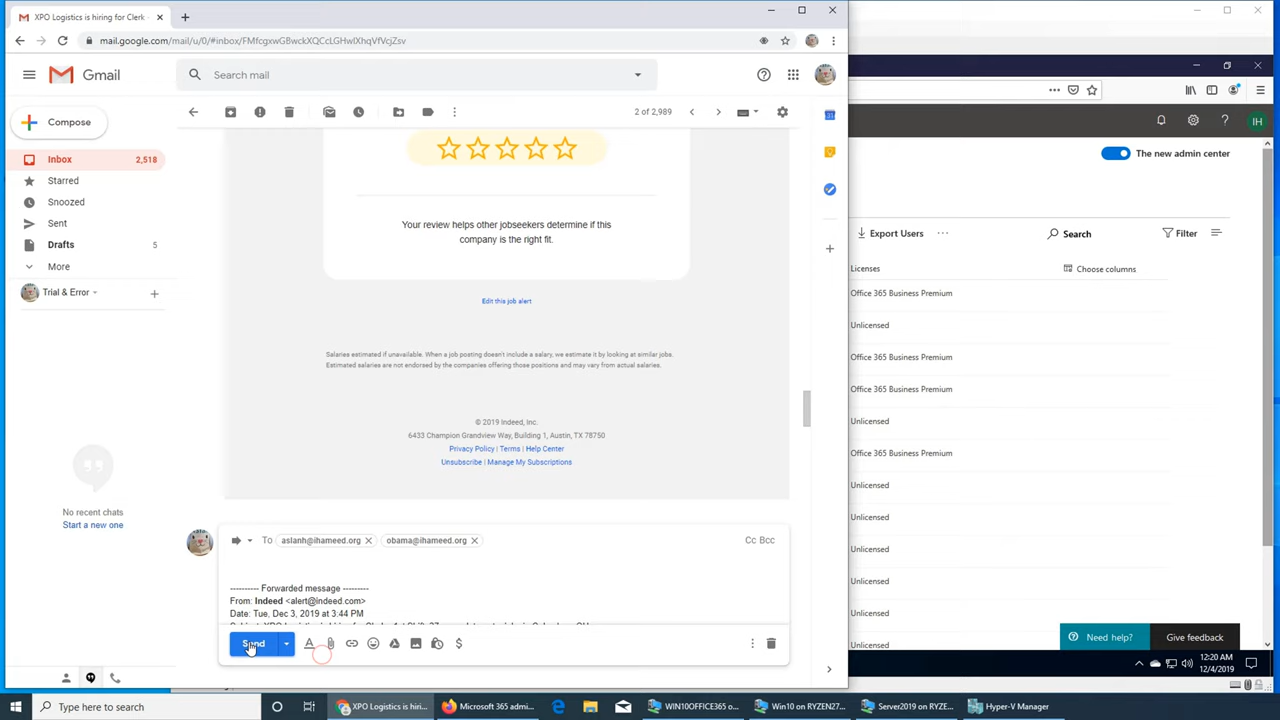 XPO Logistics is hiring for Clerk -
mail.google.com/mail/u/0/#inbox/FMfcgxwGBwckXQCcLGHwlXhqVfVcjZsv
Gmail
Search mail
Compose
2 of 2,989
Inbox 2,518
Starred
Snoozed
Sent
Drafts 5
More
Trial & Error
No recent chats
Start a new one
Your review helps other jobseekers determine if this
company is the right fit.
Edit this job alert
Salaries estimated if unavailable. When a job posting doesn't include a salary, we estimate it by looking at similar jobs.
Estimated salaries are not endorsed by the companies offering those positions and may vary from actual salaries.
© 2019 Indeed, Inc.
6433 Champion Grandview Way, Building 1, Austin, TX 78750
Privacy Policy | Terms | Help Center
Unsubscribe | Manage My Subscriptions
To aslanh@ihameed.org obama@ihameed.org Cc Bcc
---------- Forwarded message ---------
From: Indeed <alert@indeed.com>
Date: Tue, Dec 3, 2019 at 3:44 PM
Send
IH
The new admin center
Export Users
Search
Filter
Licenses
Choose columns
Office 365 Business Premium
Unlicensed
Office 365 Business Premium
Office 365 Business Premium
Unlicensed
Office 365 Business Premium
Unlicensed
Unlicensed
Unlicensed
Unlicensed
Unlicensed
Unlicensed
Need help?
Give feedback
12:20 AM
12/4/2019
Type here to search
XPO Logistics is hiri...
Microsoft 365 admi...
WIN10OFFICE365 o...
Win10 on RYZEN27...
Server2019 on RYZE...
Hyper-V Manager